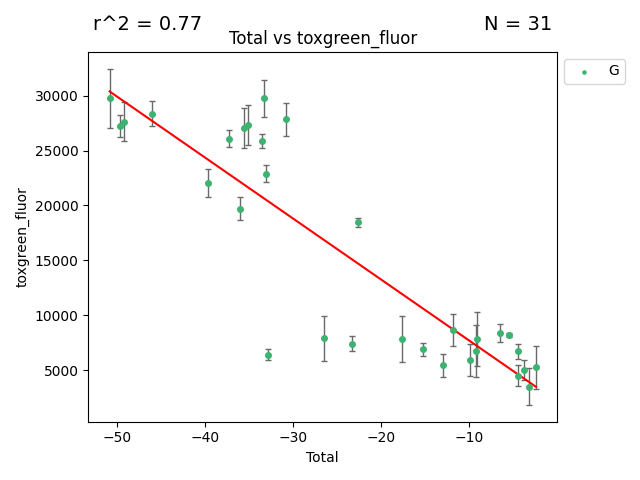 r^2 = 0.77
N = 31
Total vs toxgreen_fluor
G
toxgreen_fluor
30000
25000
20000
15000
10000
5000
−50
−40
−30
−20
−10
Total